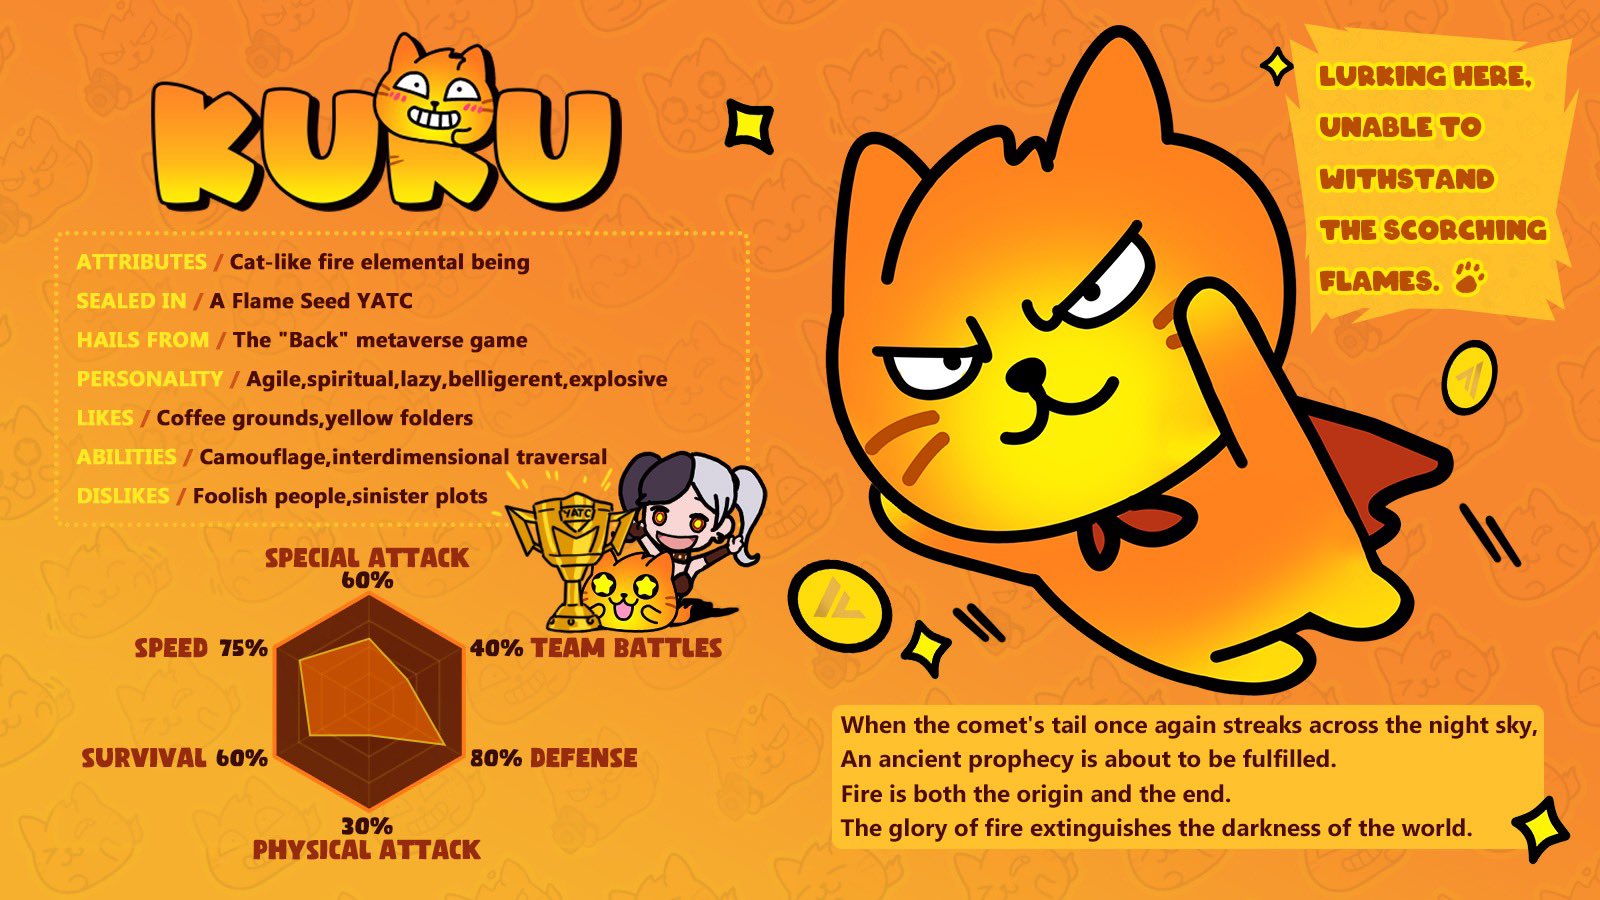 KURU
ATTRIBUTES / Cat-like fire elemental being
SEALED IN / A Flame Seed YATC
HAILS FROM / The "Back" metaverse game
PERSONALITY / Agile,spiritual,lazy,belligerent,explosive
LIKES / Coffee grounds,yellow folders
ABILITIES / Camouflage,interdimensional traversal
DISLIKES / Foolish people,sinister plots
YATC
SPECIAL ATTACK
60%
SPEED 75%
40% TEAM BATTLES
SURVIVAL 60%
80% DEFENSE
30%
PHYSICAL ATTACK
LURKING HERE,
UNABLE TO
WITHSTAND
THE SCORCHING
FLAMES.
When the comet's tail once again streaks across the night sky,
An ancient prophecy is about to be fulfilled.
Fire is both the origin and the end.
The glory of fire extinguishes the darkness of the world.